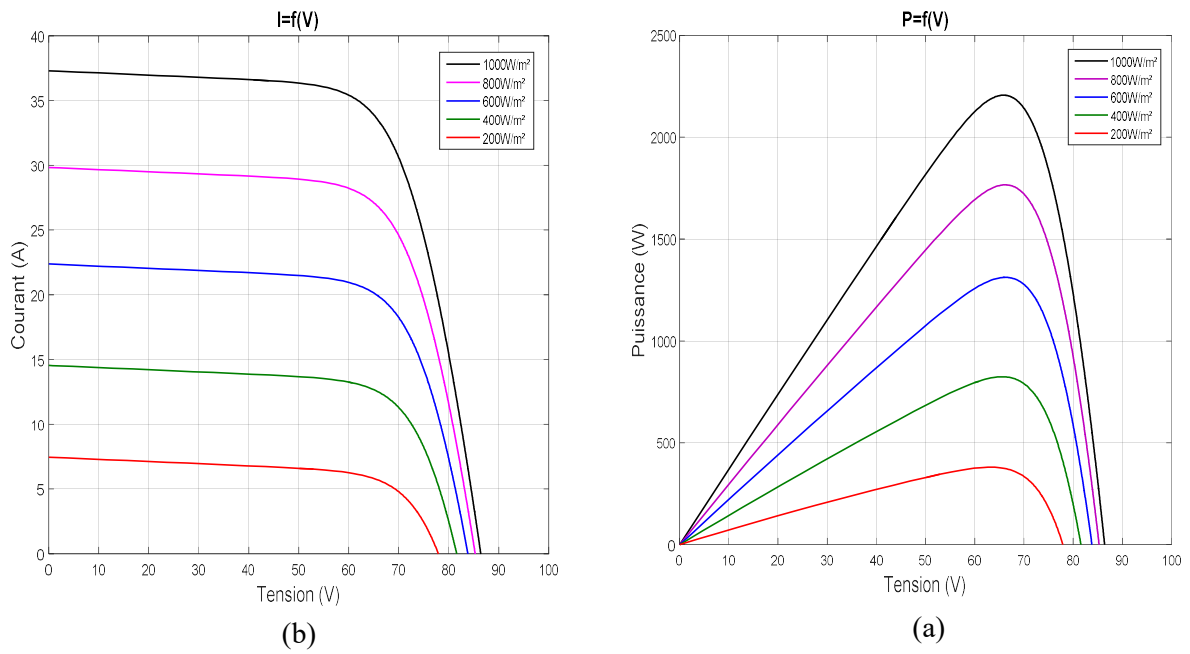 I=f(V)
40
35
30
25
20
15
10
5
0
Courant (A)
1000W/m²
800W/m²
600W/m²
400W/m²
200W/m²
0 10 20 30 40 50 60 70 80 90 100
Tension (V)
(b)
P=f(V)
2500
2000
1500
1000
500
0
Puissance (W)
1000W/m²
800W/m²
600W/m²
400W/m²
200W/m²
0 10 20 30 40 50 60 70 80 90 100
Tension (V)
(a)